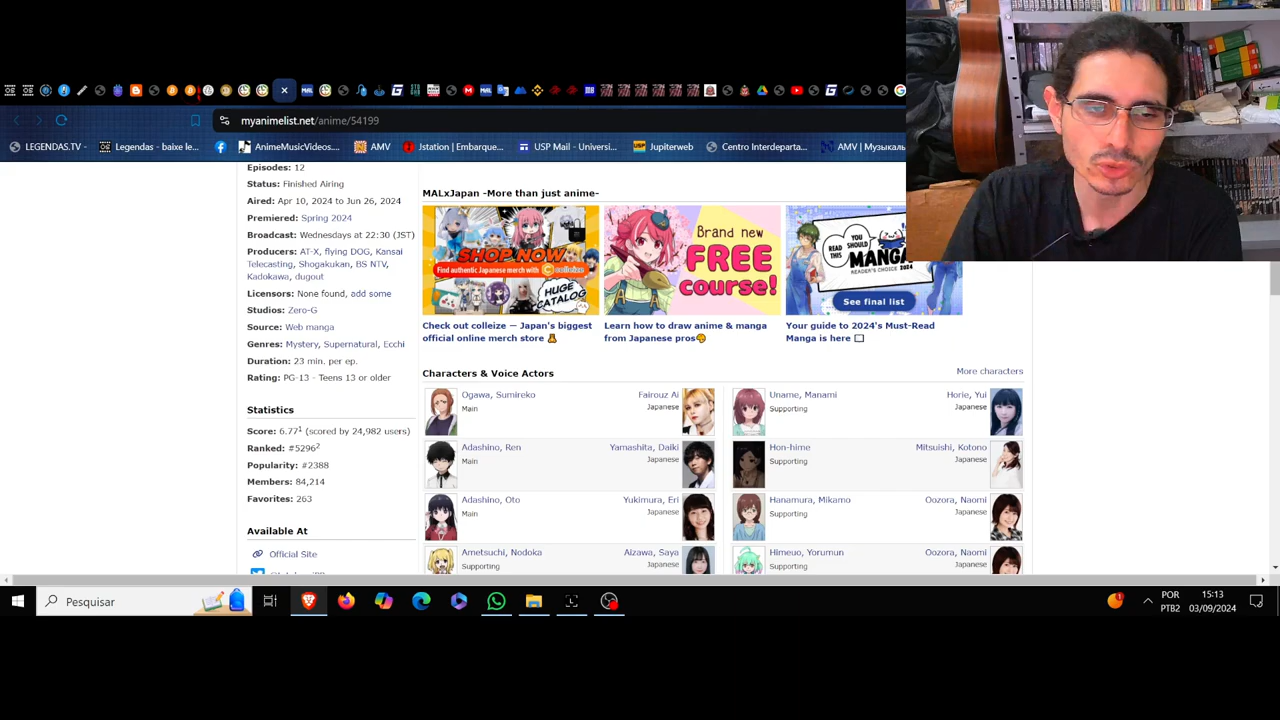 myanimelist.net/anime/54199
LEGENDAS.TV -
Legendas - baixe le...
AnimeMusicVideos....
AMV
Jstation | Embarque...
USP Mail - Universi...
Jupiterweb
Centro Interdeparta...
AMV | Музыкаль
Episodes: 12
Status: Finished Airing
Aired: Apr 10, 2024 to Jun 26, 2024
Premiered: Spring 2024
Broadcast: Wednesdays at 22:30 (JST)
Producers: AT-X, flying DOG, Kansai
Telecasting, Shogakukan, BS NTV,
Kadokawa, dugout
Licensors: None found, add some
Studios: Zero-G
Source: Web manga
Genres: Mystery, Supernatural, Ecchi
Duration: 23 min. per ep.
Rating: PG-13 - Teens 13 or older
Statistics
Score: 6.77¹ (scored by 24,982 users)
Ranked: #5296²
Popularity: #2388
Members: 84,214
Favorites: 263
Available At
Official Site
MALxJapan -More than just anime-
SHOP NOW
Find authentic Japanese merch with colleize
HUGE
CATALOG
Brand new
FREE
course!
YOU
SHOULD
READ THIS
MANGA
READER'S CHOICE 2024
See final list
Check out colleize — Japan's biggest
official online merch store
Learn how to draw anime & manga
from Japanese pros
Your guide to 2024's Must-Read
Manga is here
Characters & Voice Actors
More characters
Ogawa, Sumireko
Main
Fairouz Ai
Japanese
Uname, Manami
Supporting
Horie, Yui
Japanese
Adashino, Ren
Main
Yamashita, Daiki
Japanese
Hon-hime
Supporting
Mitsuishi, Kotono
Japanese
Adashino, Oto
Main
Yukimura, Eri
Japanese
Hanamura, Mikamo
Supporting
Oozora, Naomi
Japanese
Ametsuchi, Nodoka
Supporting
Aizawa, Saya
Japanese
Himeuo, Yorumun
Supporting
Oozora, Naomi
Japanese
Pesquisar
POR
PTB2
15:13
03/09/2024